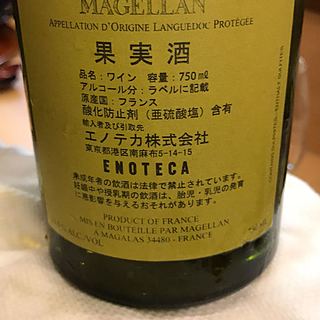 MAGELLAN
APPELLATION D'ORIGINE LANGUEDOC PROTÉGÉE
果実酒
品名：ワイン 容量：750㎖
アルコール分：ラベルに記載
原産国：フランス
酸化防止剤（亜硫酸塩）含有
輸入者及び引取先
エノテカ株式会社
東京都港区南麻布5-14-15
ENOTECA
未成年者の飲酒は法律で禁止されています。
妊娠中や授乳期の飲酒は、胎児・乳児の発育
に悪影響を与えるおそれがあります。
PRODUCT OF FRANCE
MIS EN BOUTEILLE PAR MAGELLAN
A MAGALAS 34480 - FRANCE
ALC./VOL